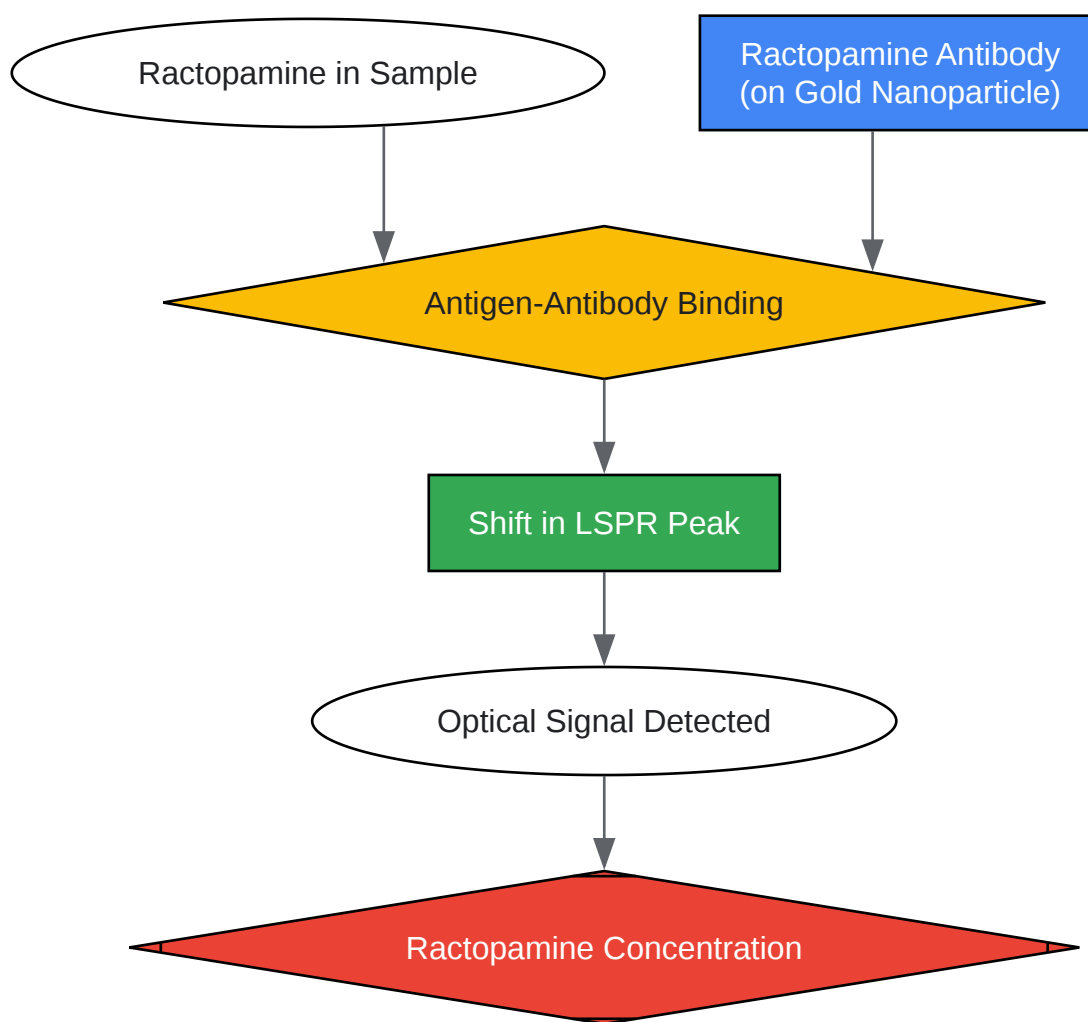 Ractopamine in Sample
Ractopamine Antibody
(on Gold Nanoparticle)
Antigen-Antibody Binding
Shift in LSPR Peak
Optical Signal Detected
Ractopamine Concentration